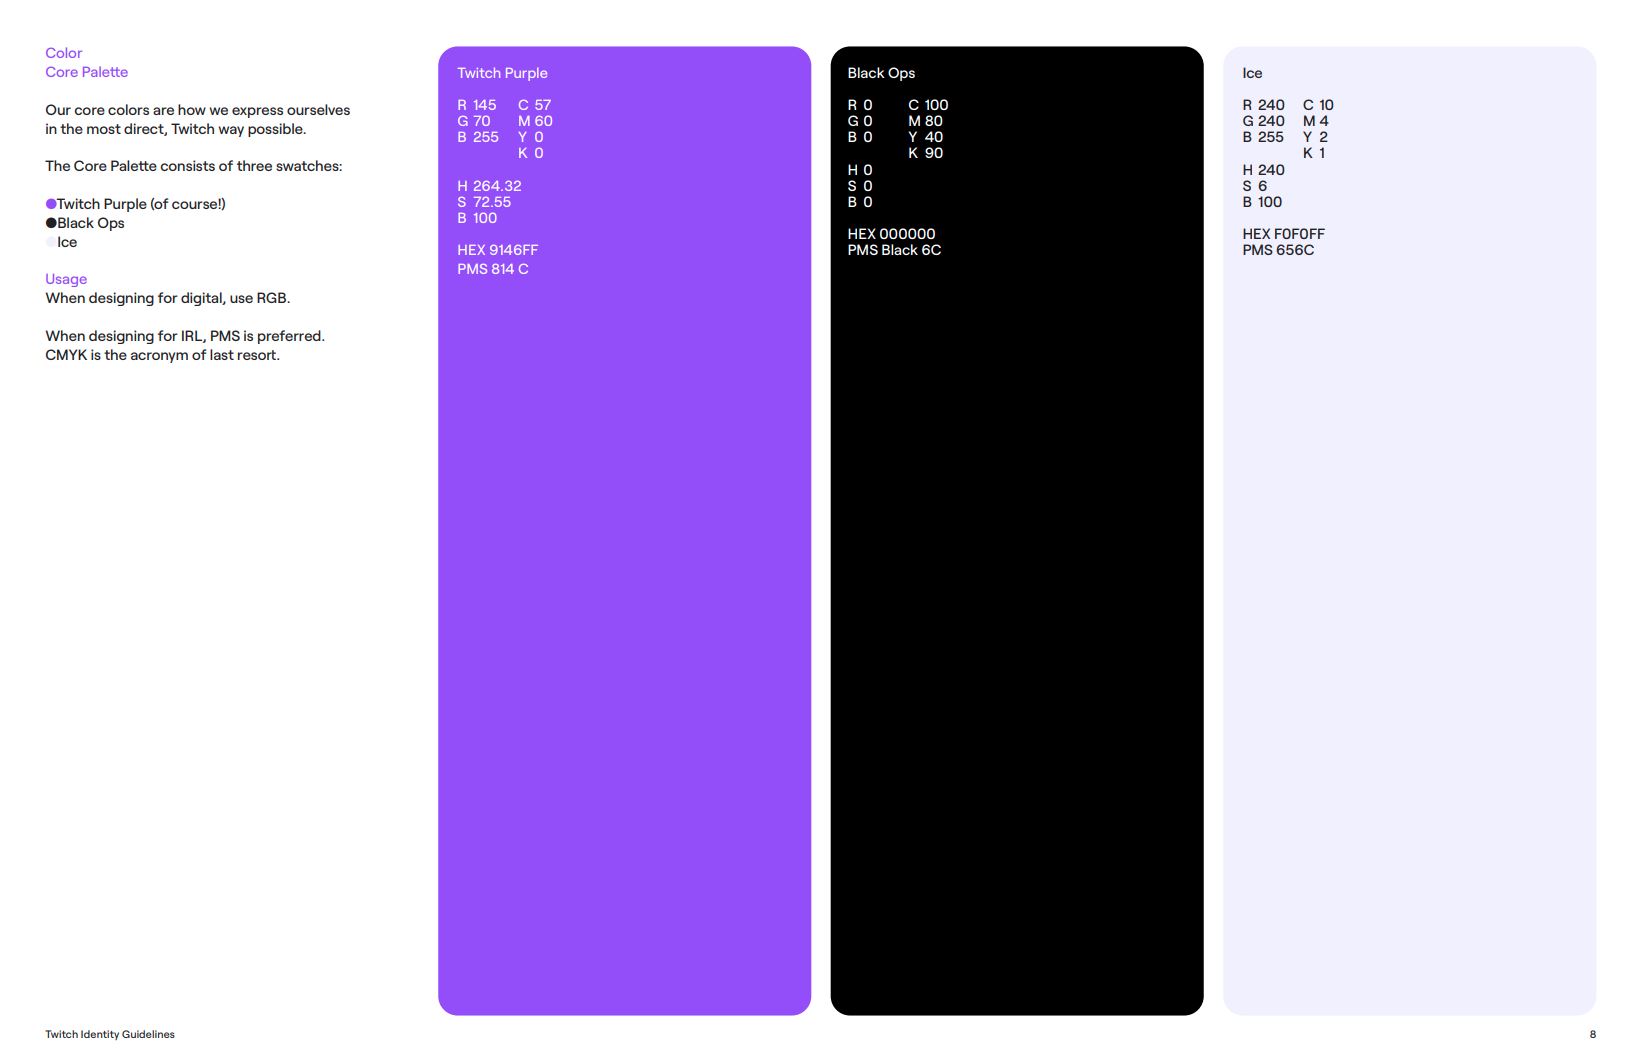 Color
Core Palette
Our core colors are how we express ourselves
in the most direct, Twitch way possible.
The Core Palette consists of three swatches:
Twitch Purple (of course!)
Black Ops
Ice
Usage
When designing for digital, use RGB.
When designing for IRL, PMS is preferred.
CMYK is the acronym of last resort.
Twitch Purple
R 145 C 57
G 70 M 60
B 255 Y 0
K 0
H 264.32
S 72.55
B 100
HEX 9146FF
PMS 814 C
Black Ops
R 0 C 100
G 0 M 80
B 0 Y 40
K 90
H 0
S 0
B 0
HEX 000000
PMS Black 6C
Ice
R 240 C 10
G 240 M 4
B 255 Y 2
K 1
H 240
S 6
B 100
HEX F0F0FF
PMS 656C
Twitch Identity Guidelines
8